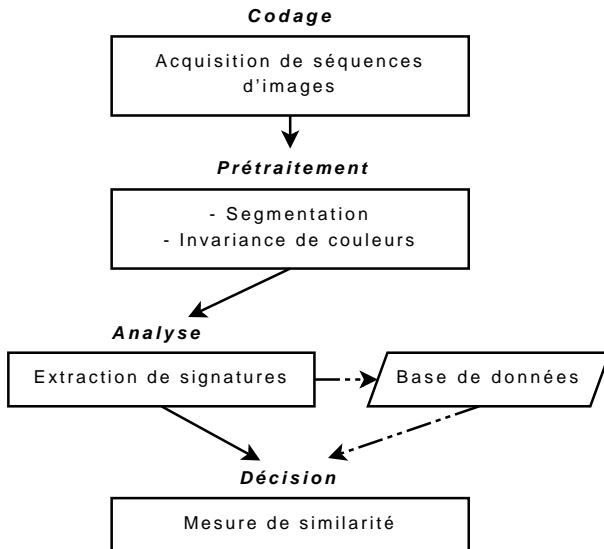 Codage
Acquisition de séquences
d'images
Prétraitement
- Segmentation
- Invariance de couleurs
Analyse
Extraction de signatures
Base de données
Décision
Mesure de similarité